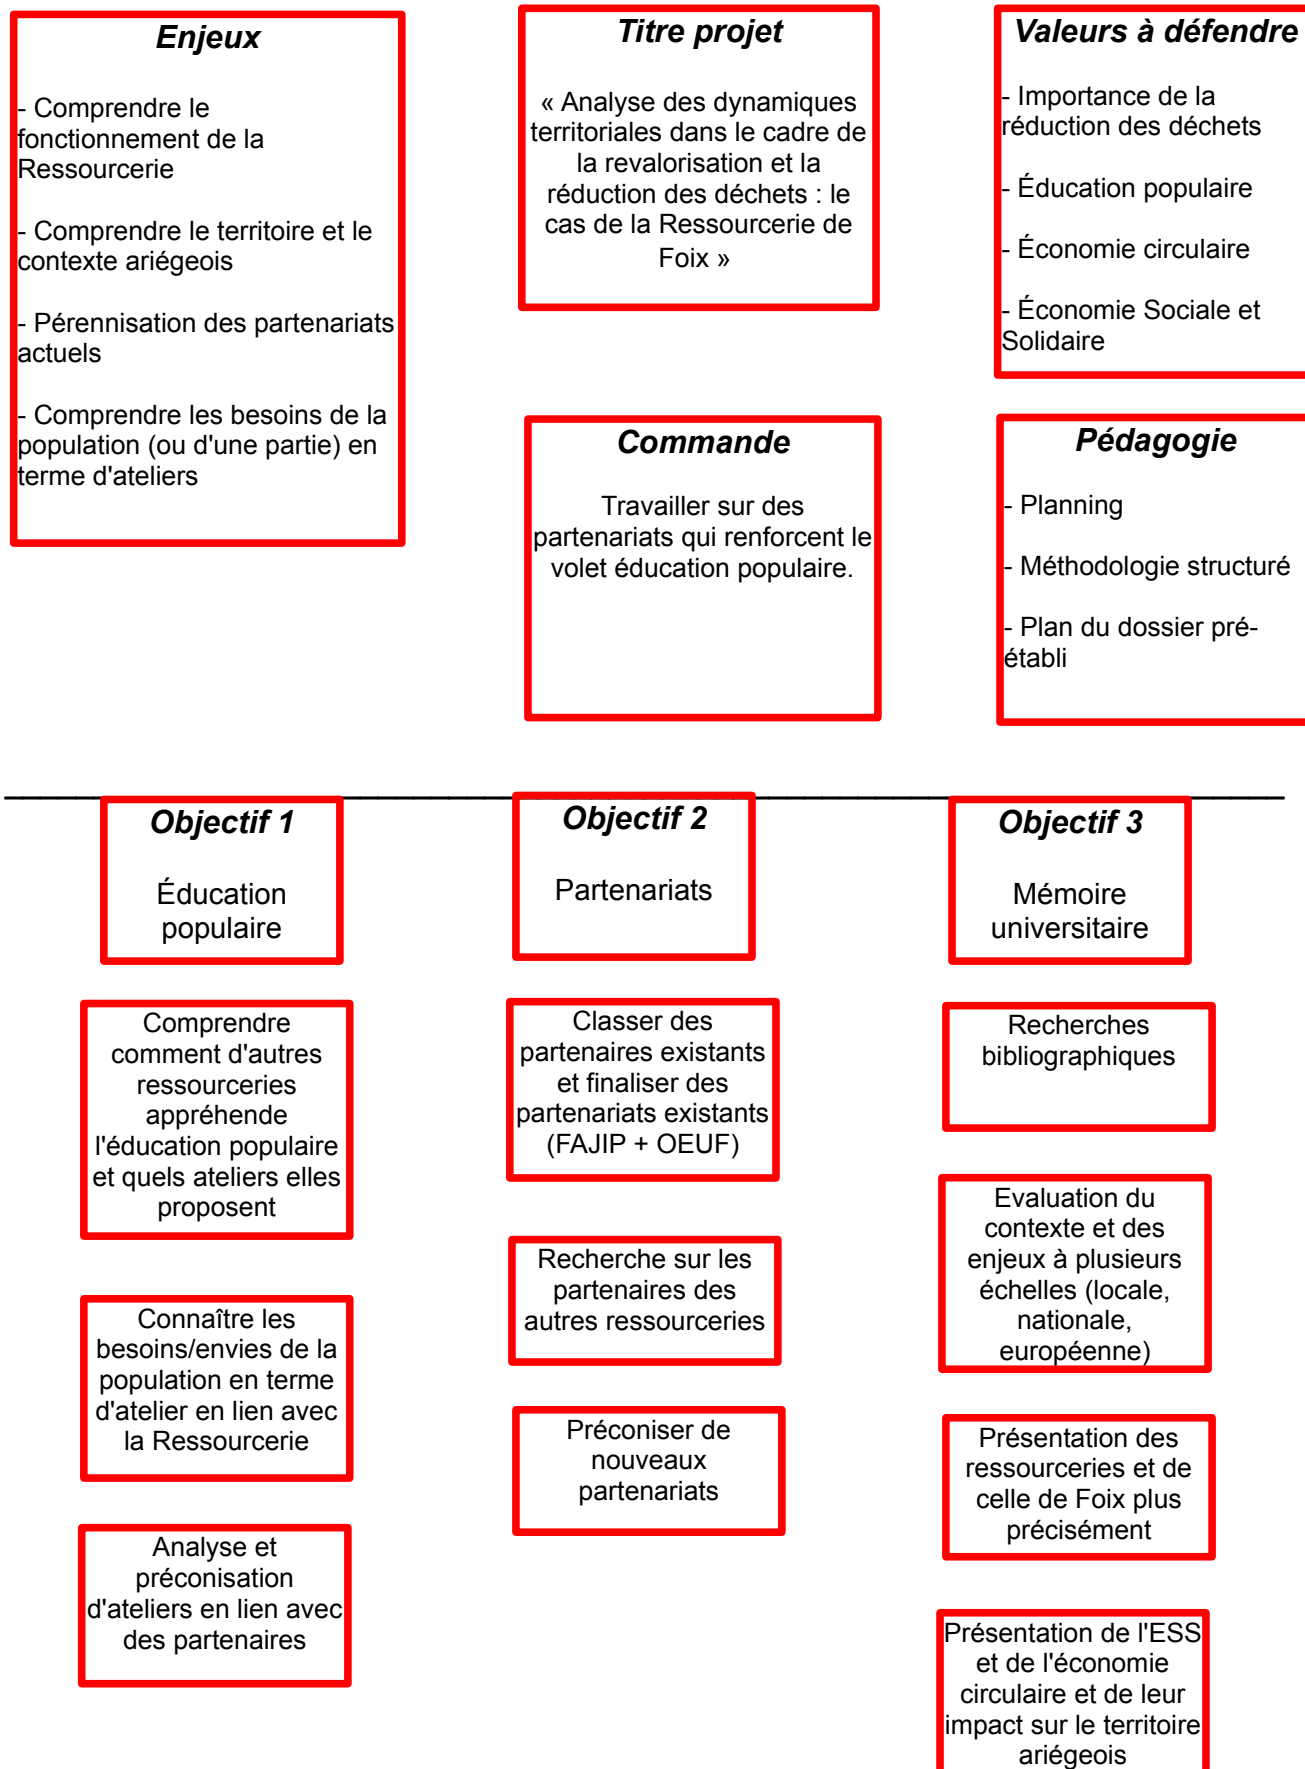 Enjeux
- Comprendre le
fonctionnement de la
Ressourcerie
- Comprendre le territoire et le
contexte ariégeois
- Pérennisation des partenariats
actuels
- Comprendre les besoins de la
population (ou d'une partie) en
terme d'ateliers
Titre projet
« Analyse des dynamiques
territoriales dans le cadre de
la revalorisation et la
réduction des déchets : le
cas de la Ressourcerie de
Foix »
Valeurs à défendre
- Importance de la
réduction des déchets
- Éducation populaire
- Économie circulaire
- Économie Sociale et
Solidaire
Commande
Travailler sur des
partenariats qui renforcent le
volet éducation populaire.
Pédagogie
- Planning
- Méthodologie structuré
- Plan du dossier pré-
établi
Objectif 1
Éducation
populaire
Comprendre
comment d'autres
ressourceries
appréhende
l'éducation populaire
et quels ateliers elles
proposent
Connaître les
besoins/envies de la
population en terme
d'atelier en lien avec
la Ressourcerie
Analyse et
préconisation
d'ateliers en lien avec
des partenaires
Objectif 2
Partenariats
Classer des
partenaires existants
et finaliser des
partenariats existants
(FAJIP + OEUF)
Recherche sur les
partenaires des
autres ressourceries
Préconiser de
nouveaux
partenariats
Objectif 3
Mémoire
universitaire
Recherches
bibliographiques
Evaluation du
contexte et des
enjeux à plusieurs
échelles (locale,
nationale,
européenne)
Présentation des
ressourceries et de
celle de Foix plus
précisément
Présentation de l'ESS
et de l'économie
circulaire et de leur
impact sur le territoire
ariégeois